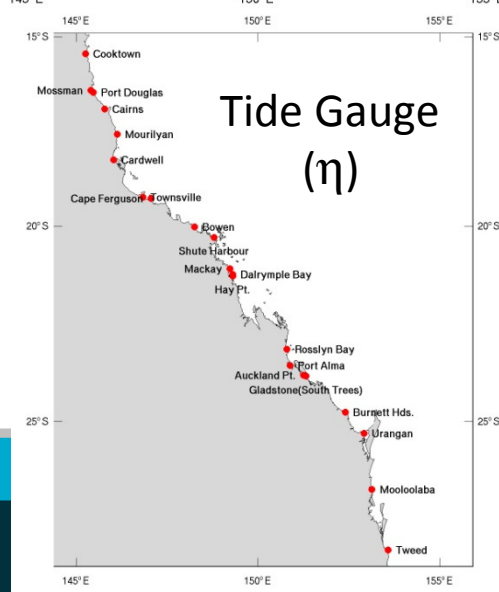 145°E 150°E 155°E
15°S 15°S
Cooktown
Mossman Port Douglas
Cairns
Tide Gauge
(η)
Mourilyan
Cardwell
Cape Ferguson Townsville
20°S 20°S
Bowen
Shute Harbour
Mackay Dalrymple Bay
Hay Pt.
Rosslyn Bay
Port Alma
Auckland Pt.
Gladstone(South Trees)
Burnett Hds.
25°S 25°S
Urangan
Mooloolaba
Tweed
145°E 150°E 155°E